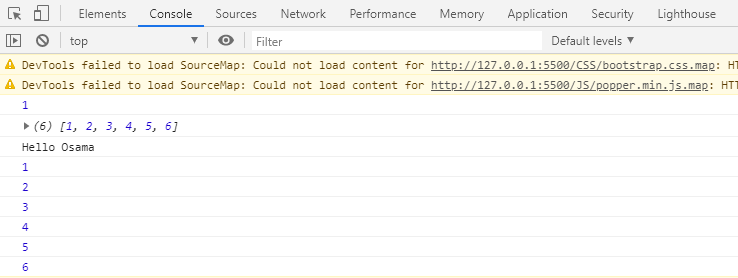 Elements Console Sources Network Performance Memory Application Security Lighthouse
top Filter Default levels
DevTools failed to load SourceMap: Could not load content for http://127.0.0.1:5500/CSS/bootstrap.css.map: HT
DevTools failed to load SourceMap: Could not load content for http://127.0.0.1:5500/JS/popper.min.js.map: HTT
1
(6) [1, 2, 3, 4, 5, 6]
Hello Osama
1
2
3
4
5
6